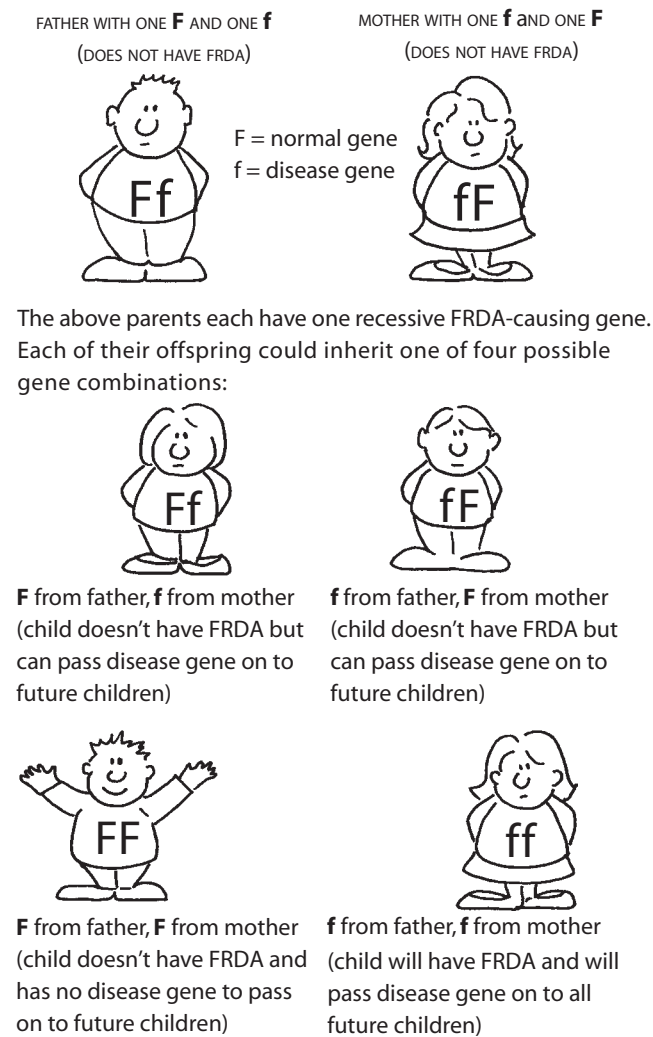 FATHER WITH ONE F AND ONE f
(DOES NOT HAVE FRDA)
MOTHER WITH ONE f aND ONE F
(DOES NOT HAVE FRDA)
F = normal gene
f = disease gene
Ff
fF
The above parents each have one recessive FRDA-causing gene.
Each of their offspring could inherit one of four possible
gene combinations:
Ff
F from father, f from mother
(child doesn't have FRDA but
can pass disease gene on to
future children)
fF
f from father, F from mother
(child doesn't have FRDA but
can pass disease gene on to
future children)
FF
F from father, F from mother
(child doesn't have FRDA and
has no disease gene to pass
on to future children)
ff
f from father, f from mother
(child will have FRDA and will
pass disease gene on to all
future children)